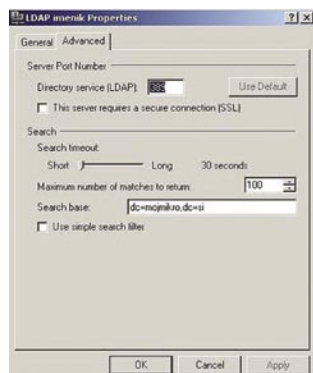 LDAP imenik Properties
General Advanced
Server Port Number
Directory service (LDAP): 389 Use Default
This server requires a secure connection (SSL)
Search
Search timeout:
Short Long 30 seconds
Maximum number of matches to return: 100
Search base: dc=mojmikro,dc=si
Use simple search filter
OK Cancel Apply